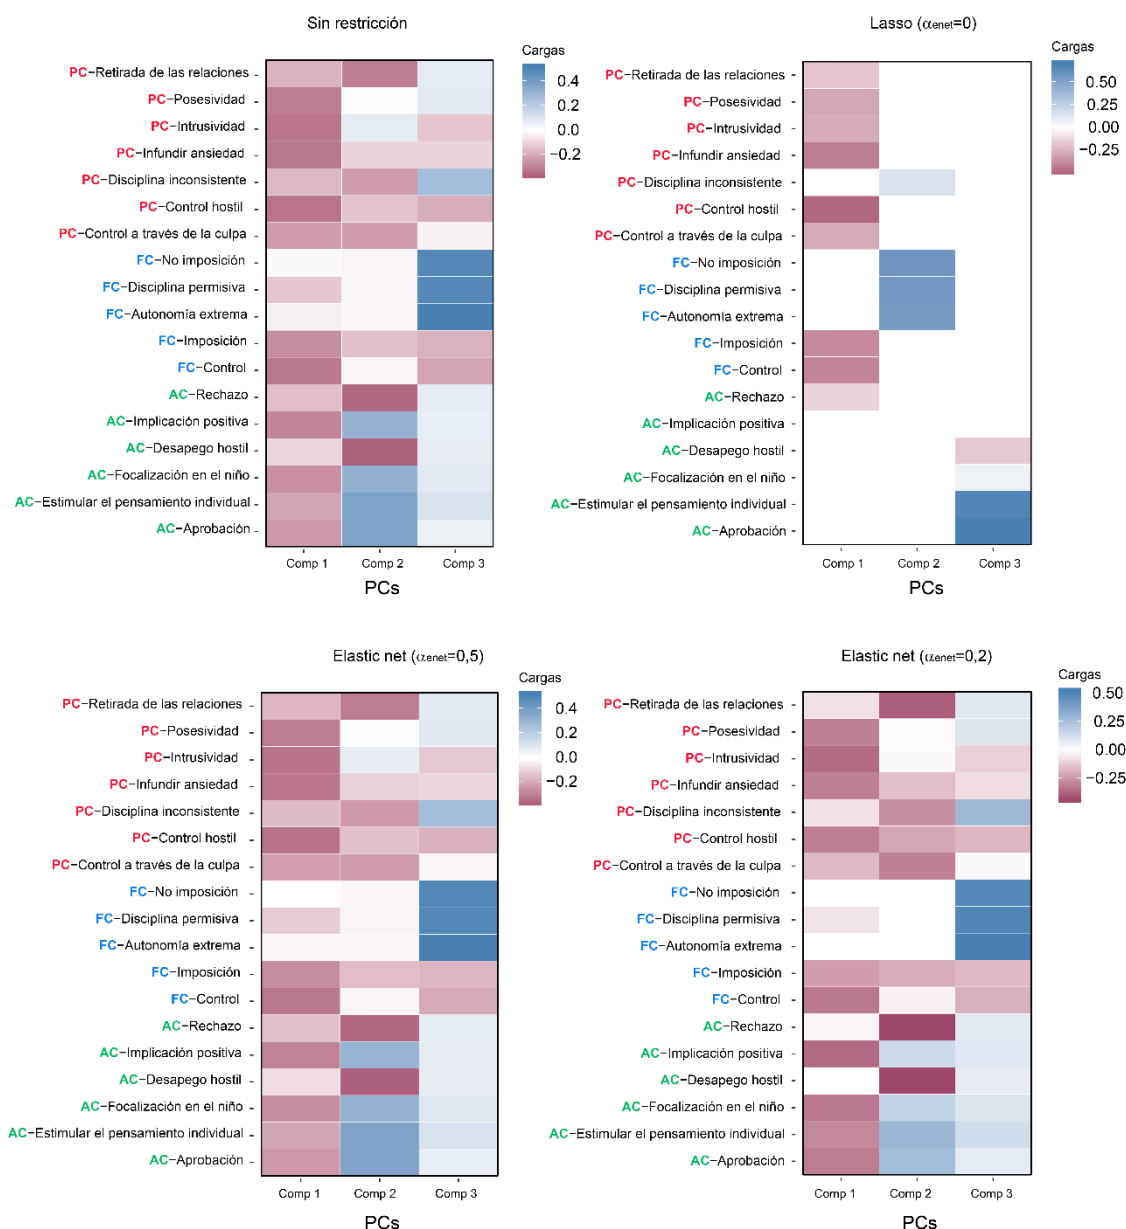 Sin restricción
Cargas
0.4
0.2
0.0
−0.2
PC−Retirada de las relaciones
PC−Posesividad
PC−Intrusividad
PC−Infundir ansiedad
PC−Disciplina inconsistente
PC−Control hostil
PC−Control a través de la culpa
FC−No imposición
FC−Disciplina permisiva
FC−Autonomía extrema
FC−Imposición
FC−Control
AC−Rechazo
AC−Implicación positiva
AC−Desapego hostil
AC−Focalización en el niño
AC−Estimular el pensamiento individual
AC−Aprobación
Comp 1 Comp 2 Comp 3
PCs
Lasso (αenet=0)
Cargas
0.50
0.25
0.00
−0.25
PC−Retirada de las relaciones
PC−Posesividad
PC−Intrusividad
PC−Infundir ansiedad
PC−Disciplina inconsistente
PC−Control hostil
PC−Control a través de la culpa
FC−No imposición
FC−Disciplina permisiva
FC−Autonomía extrema
FC−Imposición
FC−Control
AC−Rechazo
AC−Implicación positiva
AC−Desapego hostil
AC−Focalización en el niño
AC−Estimular el pensamiento individual
AC−Aprobación
Comp 1 Comp 2 Comp 3
PCs
Elastic net (αenet=0,5)
Cargas
0.4
0.2
0.0
−0.2
PC−Retirada de las relaciones
PC−Posesividad
PC−Intrusividad
PC−Infundir ansiedad
PC−Disciplina inconsistente
PC−Control hostil
PC−Control a través de la culpa
FC−No imposición
FC−Disciplina permisiva
FC−Autonomía extrema
FC−Imposición
FC−Control
AC−Rechazo
AC−Implicación positiva
AC−Desapego hostil
AC−Focalización en el niño
AC−Estimular el pensamiento individual
AC−Aprobación
Comp 1 Comp 2 Comp 3
PCs
Elastic net (αenet=0,2)
Cargas
0.50
0.25
0.00
−0.25
PC−Retirada de las relaciones
PC−Posesividad
PC−Intrusividad
PC−Infundir ansiedad
PC−Disciplina inconsistente
PC−Control hostil
PC−Control a través de la culpa
FC−No imposición
FC−Disciplina permisiva
FC−Autonomía extrema
FC−Imposición
FC−Control
AC−Rechazo
AC−Implicación positiva
AC−Desapego hostil
AC−Focalización en el niño
AC−Estimular el pensamiento individual
AC−Aprobación
Comp 1 Comp 2 Comp 3
PCs